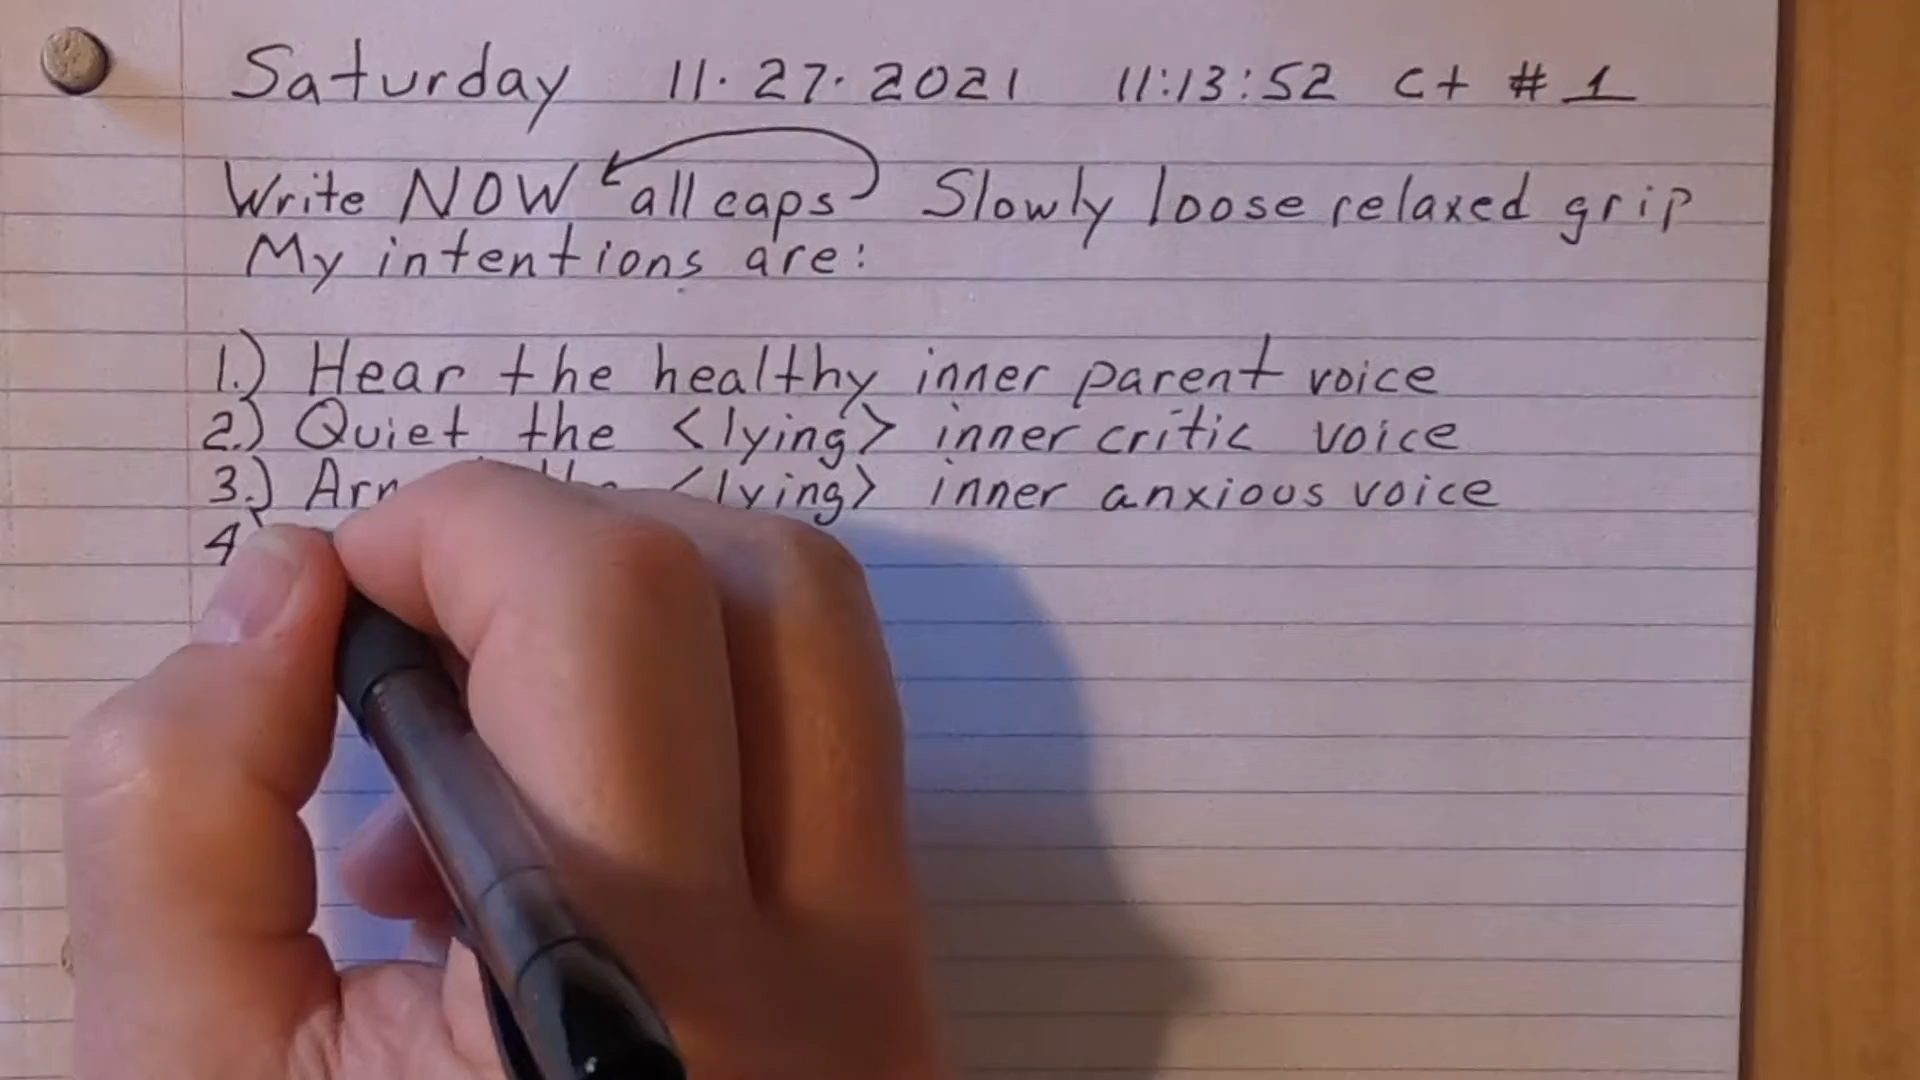 Saturday 11.27.2021 11:13:52 Ct #1
Write NOW all caps Slowly loose relaxed grip
My intentions are:
1.) Hear the healthy inner parent voice
2.) Quiet the <lying> inner critic voice
3.) the <lying> inner anxious voice
4